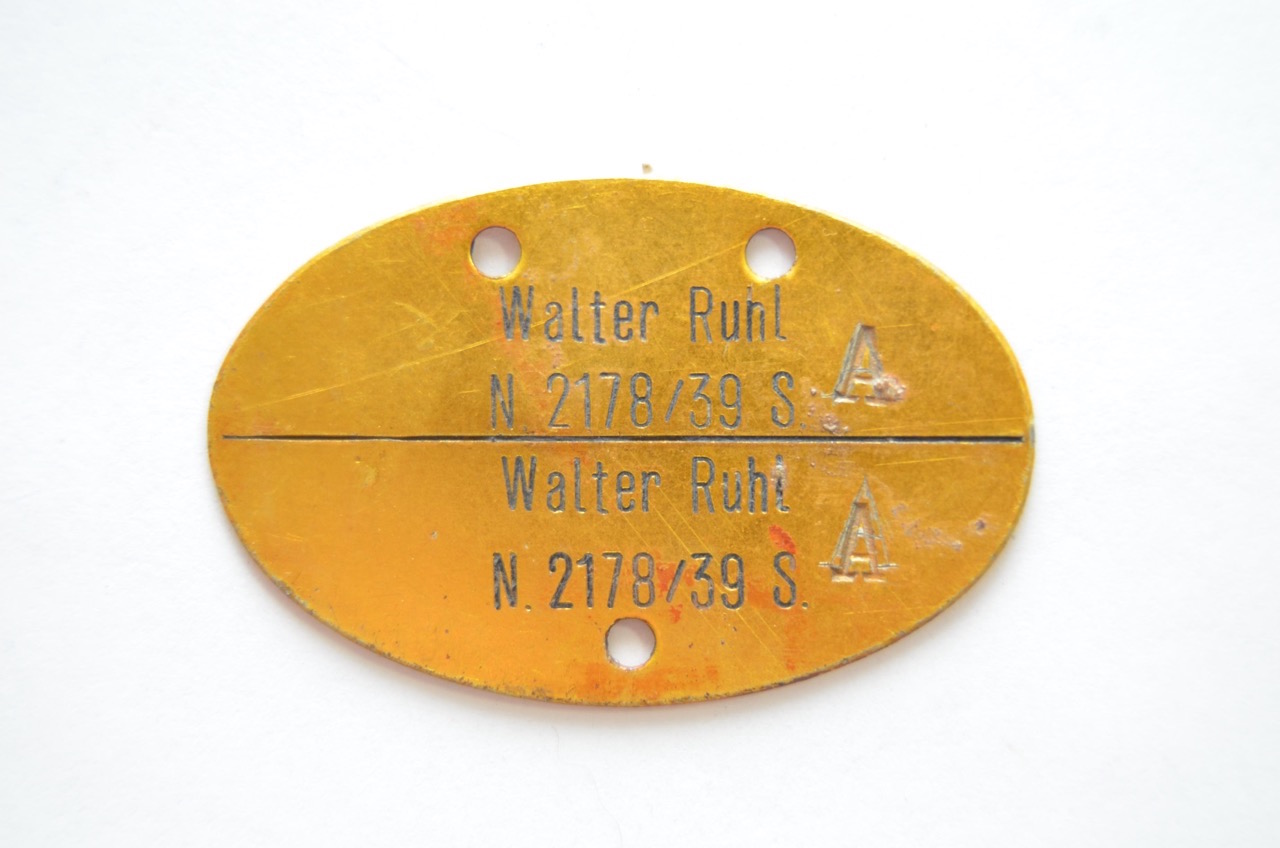 Walter Ruhl
N. 2178/39 S. A
Walter Ruhl
N. 2178/39 S. A